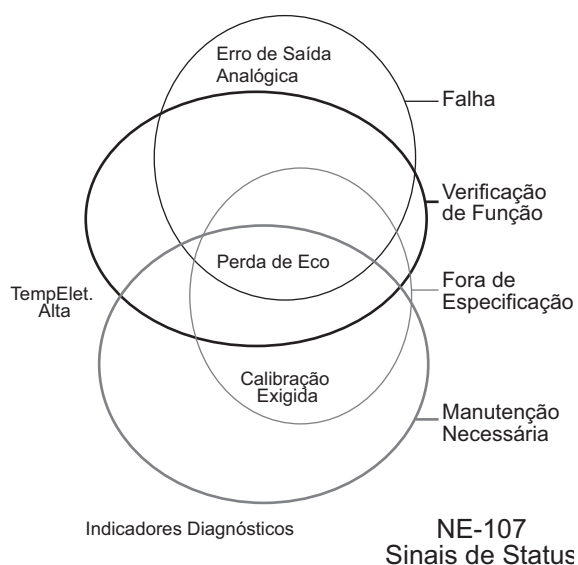 Erro de Saída
Analógica
Falha
Verificação
de Função
Perda de Eco
TempElet.
Alta
Fora de
Especificação
Calibração
Exigida
Manutenção
Necessária
Indicadores Diagnósticos
NE-107
Sinais de Status